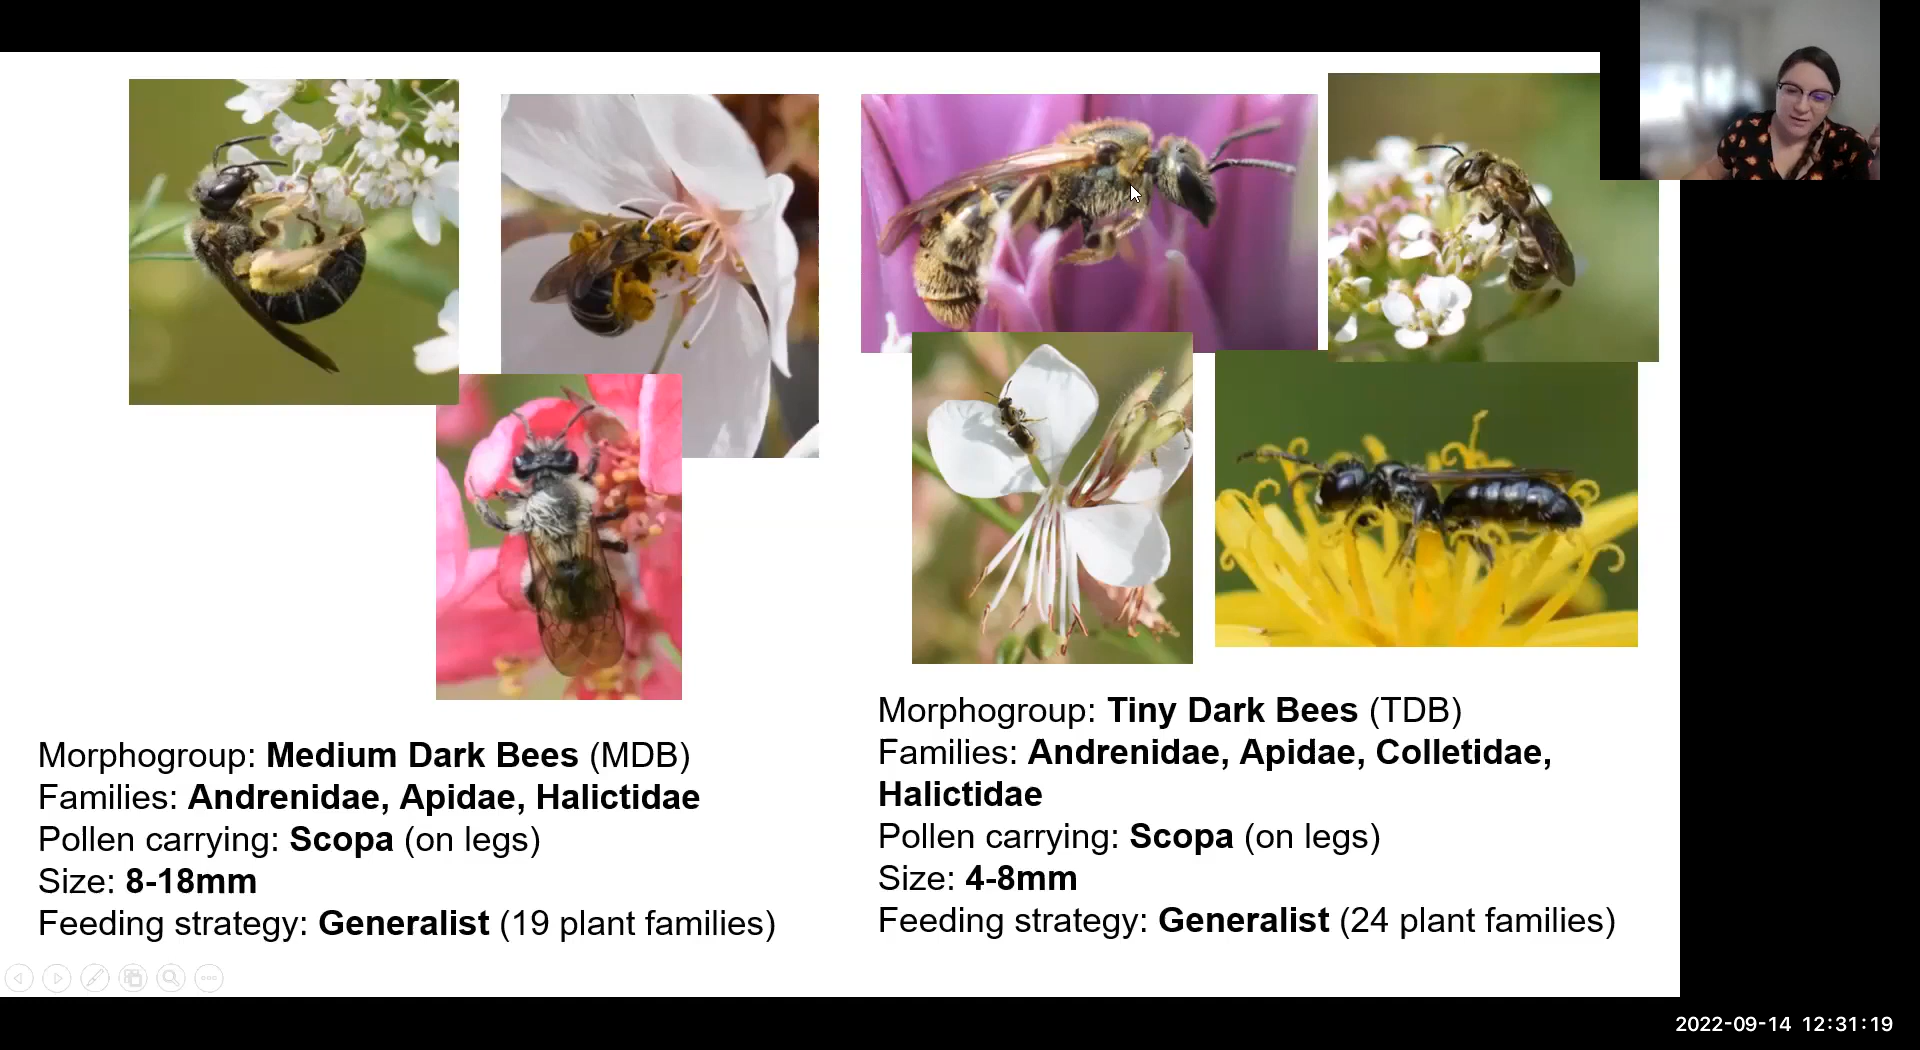 Morphogroup: Medium Dark Bees (MDB)
Families: Andrenidae, Apidae, Halictidae
Pollen carrying: Scopa (on legs)
Size: 8-18mm
Feeding strategy: Generalist (19 plant families)
Morphogroup: Tiny Dark Bees (TDB)
Families: Andrenidae, Apidae, Colletidae,
Halictidae
Pollen carrying: Scopa (on legs)
Size: 4-8mm
Feeding strategy: Generalist (24 plant families)
2022-09-14 12:31:19